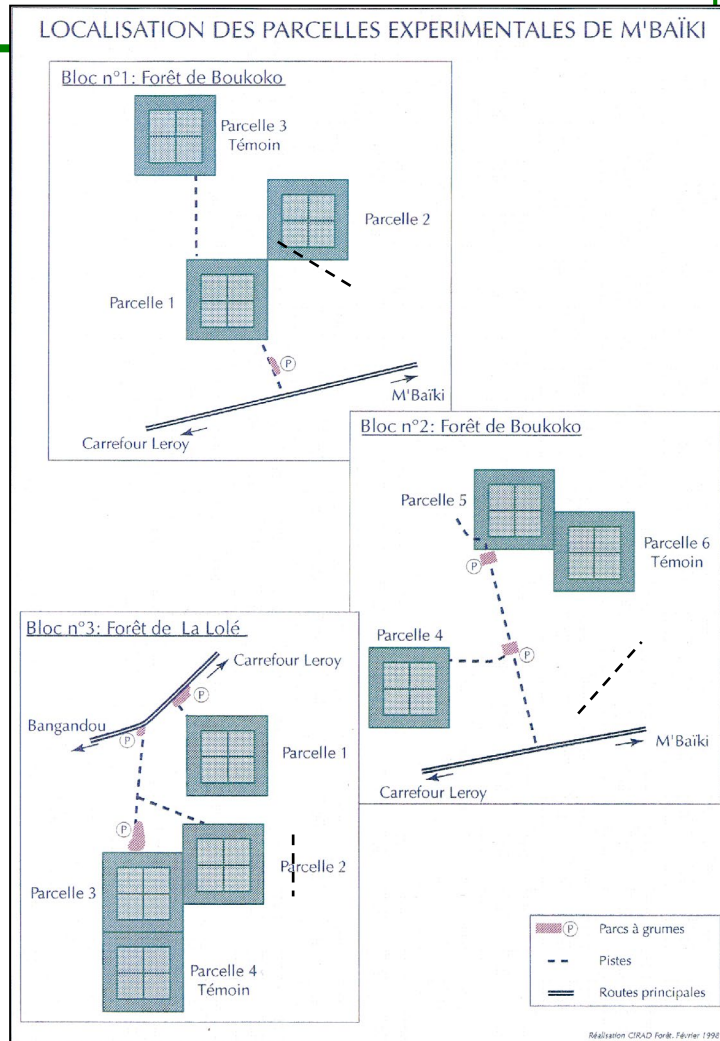 LOCALISATION DES PARCELLES EXPERIMENTALES DE M'BAÏKI
Bloc n°1: Forêt de Boukoko
Parcelle 3
Témoin
Parcelle 2
Parcelle 1
P
M'Baïki
Carrefour Leroy
Bloc n°2: Forêt de Boukoko
Parcelle 5
Parcelle 6
Témoin
P
Parcelle 4
P
M'Baïki
Carrefour Leroy
Bloc n°3: Forêt de La Lolé
Carrefour Leroy
P
Bangandou
P
Parcelle 1
P
Parcelle 2
Parcelle 3
Parcelle 4
Témoin
P Parcs à grumes
Pistes
Routes principales
Réalisation CIRAD Forêt. Février 1998